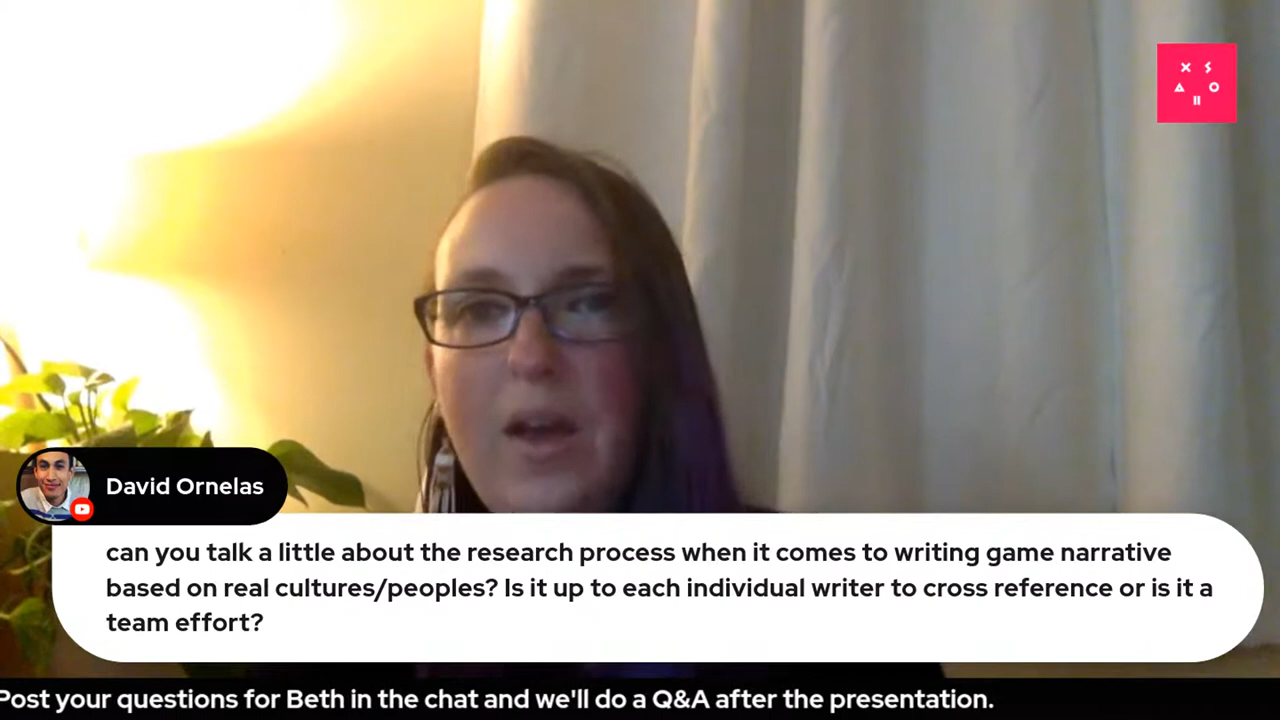 David Ornelas
can you talk a little about the research process when it comes to writing game narrative
based on real cultures/peoples? Is it up to each individual writer to cross reference or is it a
team effort?
Post your questions for Beth in the chat and we'll do a Q&A after the presentation.